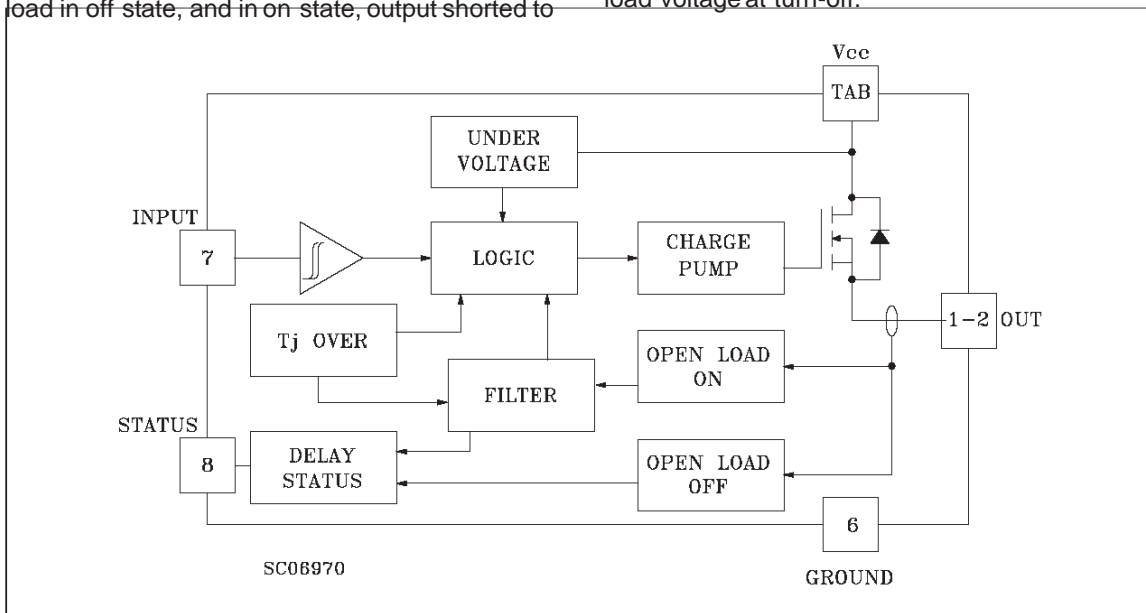 load in off state, and in on state, output shorted to
load voltage at turn-off.
Vcc
TAB
UNDER
VOLTAGE
INPUT
7
LOGIC
CHARGE
PUMP
1-2 OUT
Tj OVER
OPEN LOAD
ON
FILTER
STATUS
8
DELAY
STATUS
OPEN LOAD
OFF
6
SC06970
GROUND